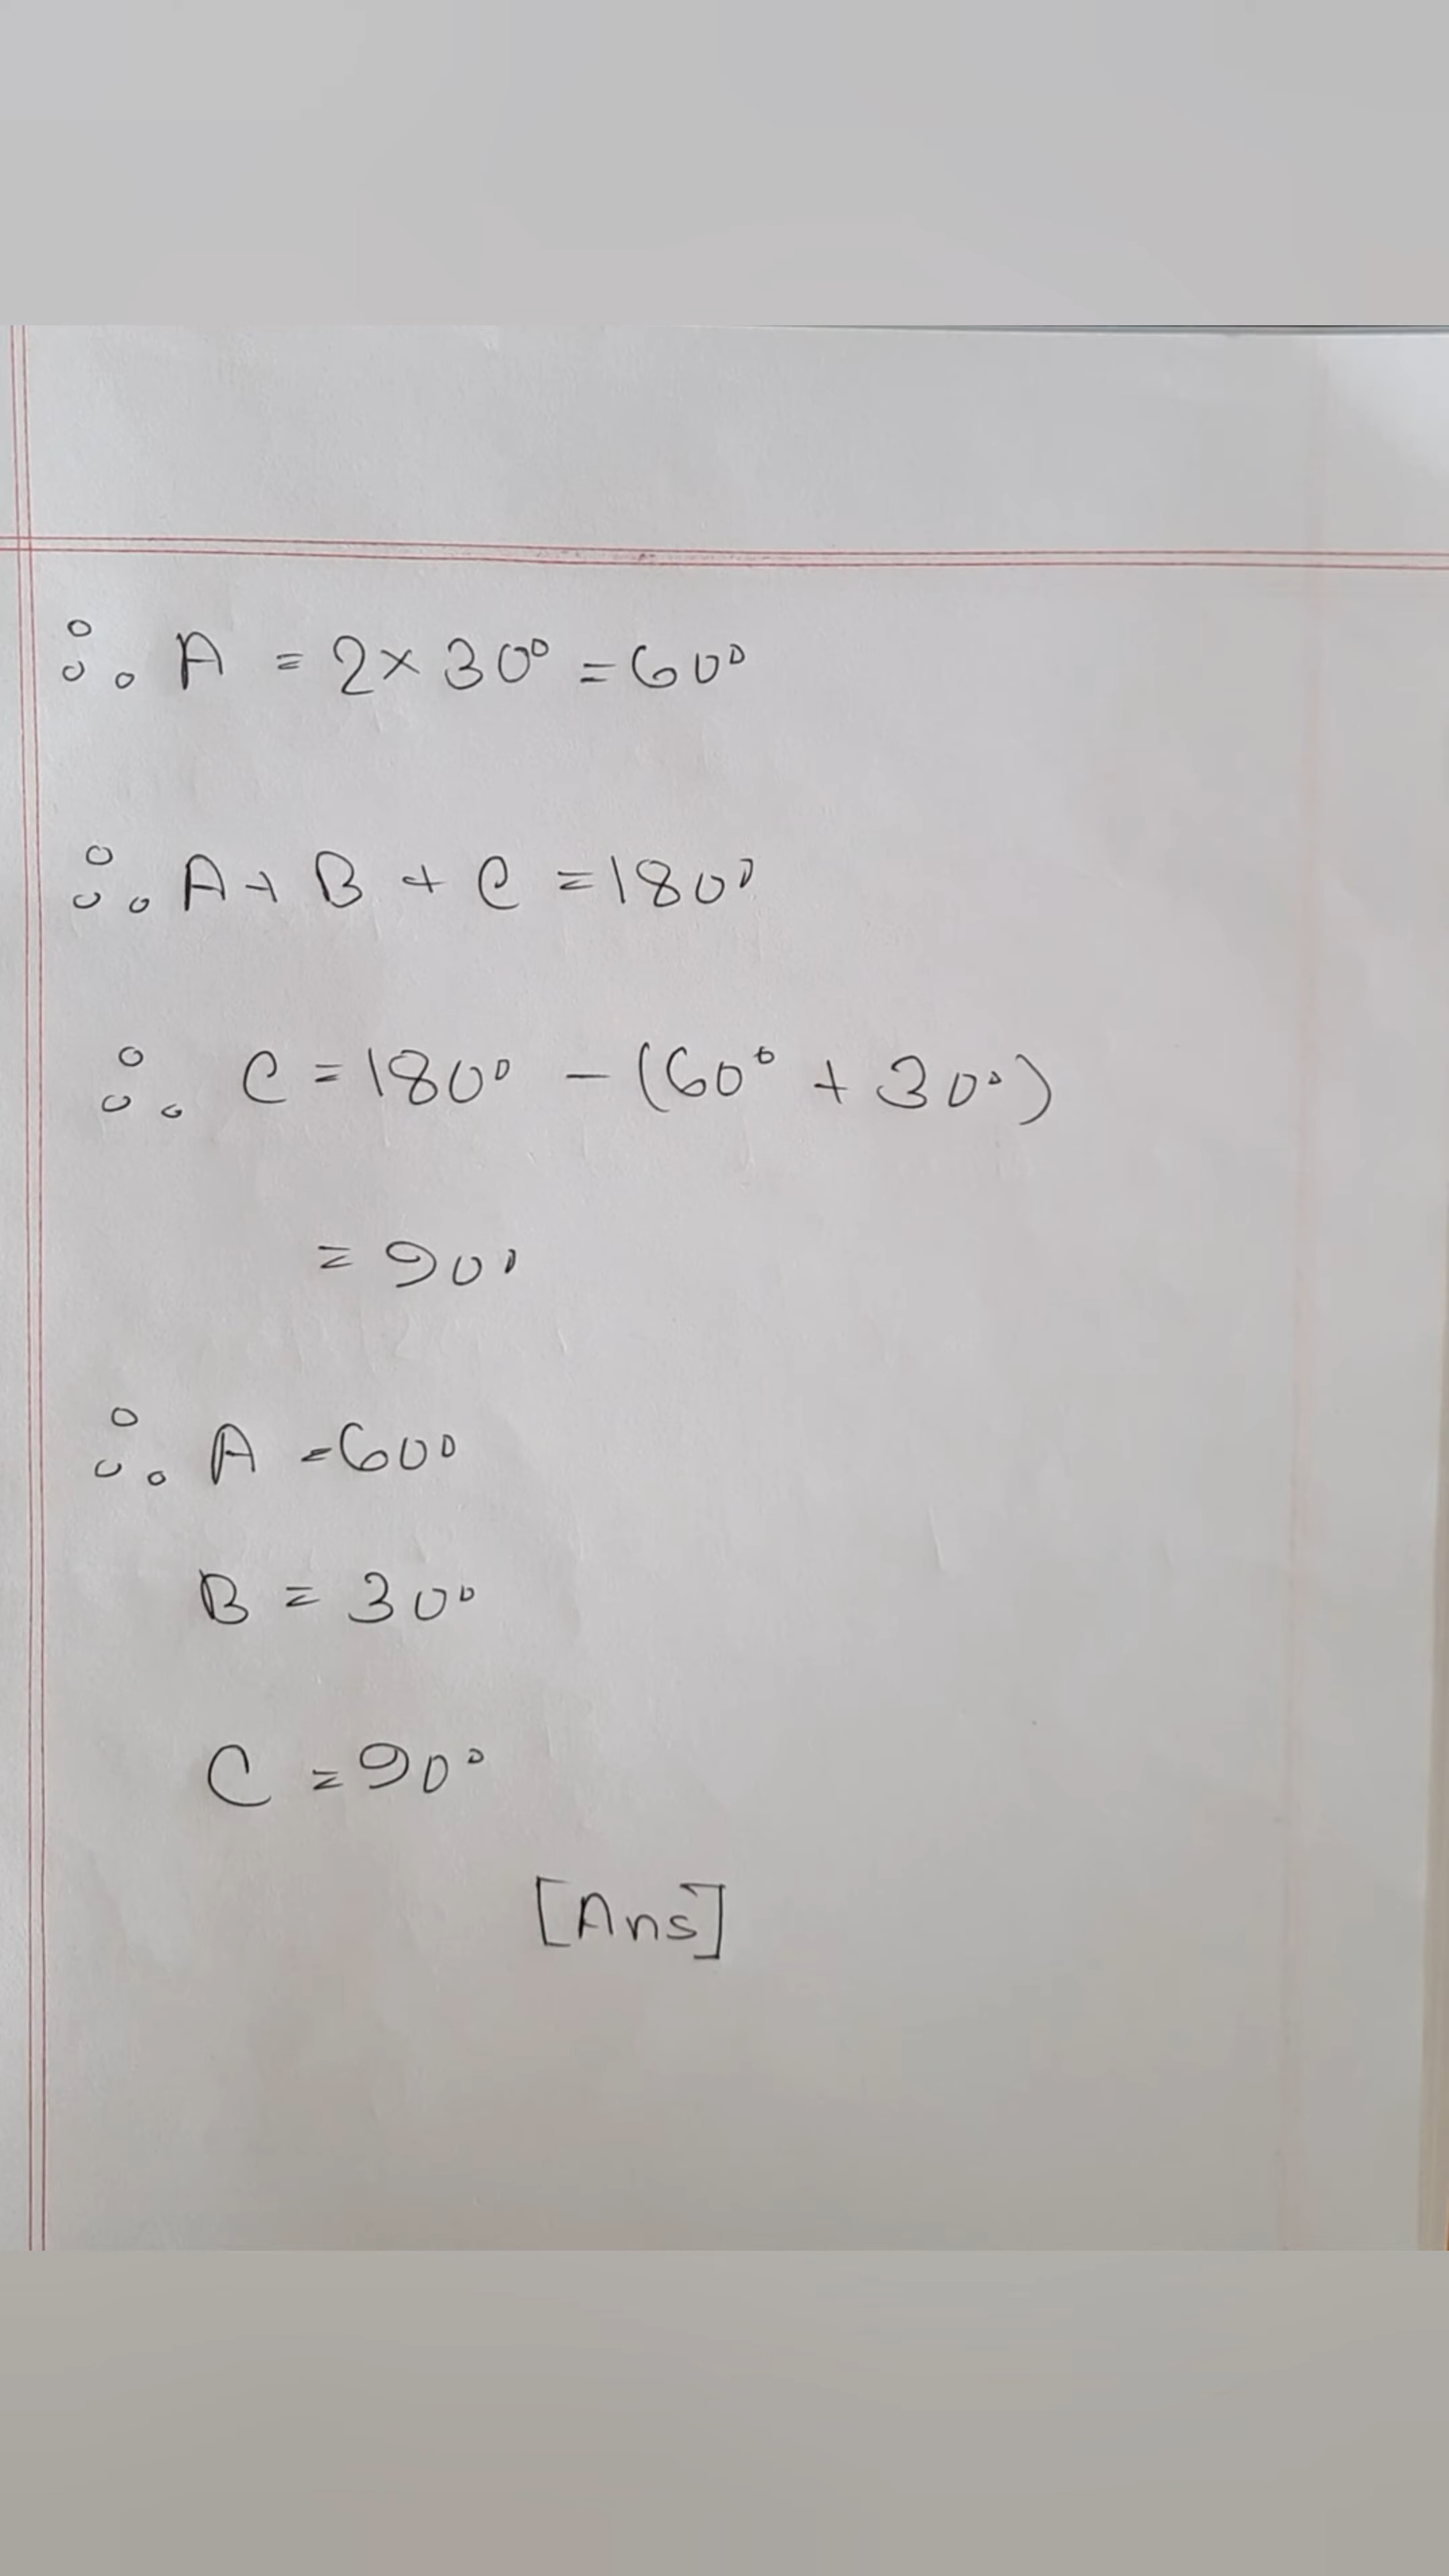 ∴ A = 2 × 30° = 60°
∴ A + B + C = 180°
∴ C = 180° - (60° + 30°)
= 90°
∴ A = 60°
B = 30°
C = 90°
[Ans]